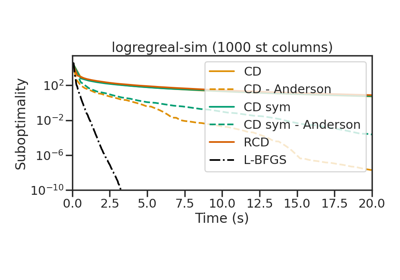 logregreal-sim (1000 st columns)
Suboptimality
10²
10⁻²
10⁻⁶
10⁻¹⁰
CD
CD - Anderson
CD sym
CD sym - Anderson
RCD
L-BFGS
0.0 2.5 5.0 7.5 10.0 12.5 15.0 17.5 20.0
Time (s)